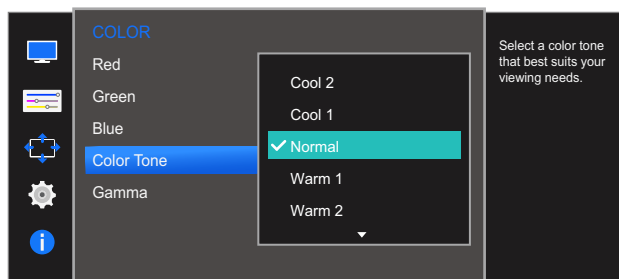 COLOR
Red
Green
Blue
Color Tone
Gamma
Cool 2
Cool 1
Normal
Warm 1
Warm 2
Select a color tone
that best suits your
viewing needs.